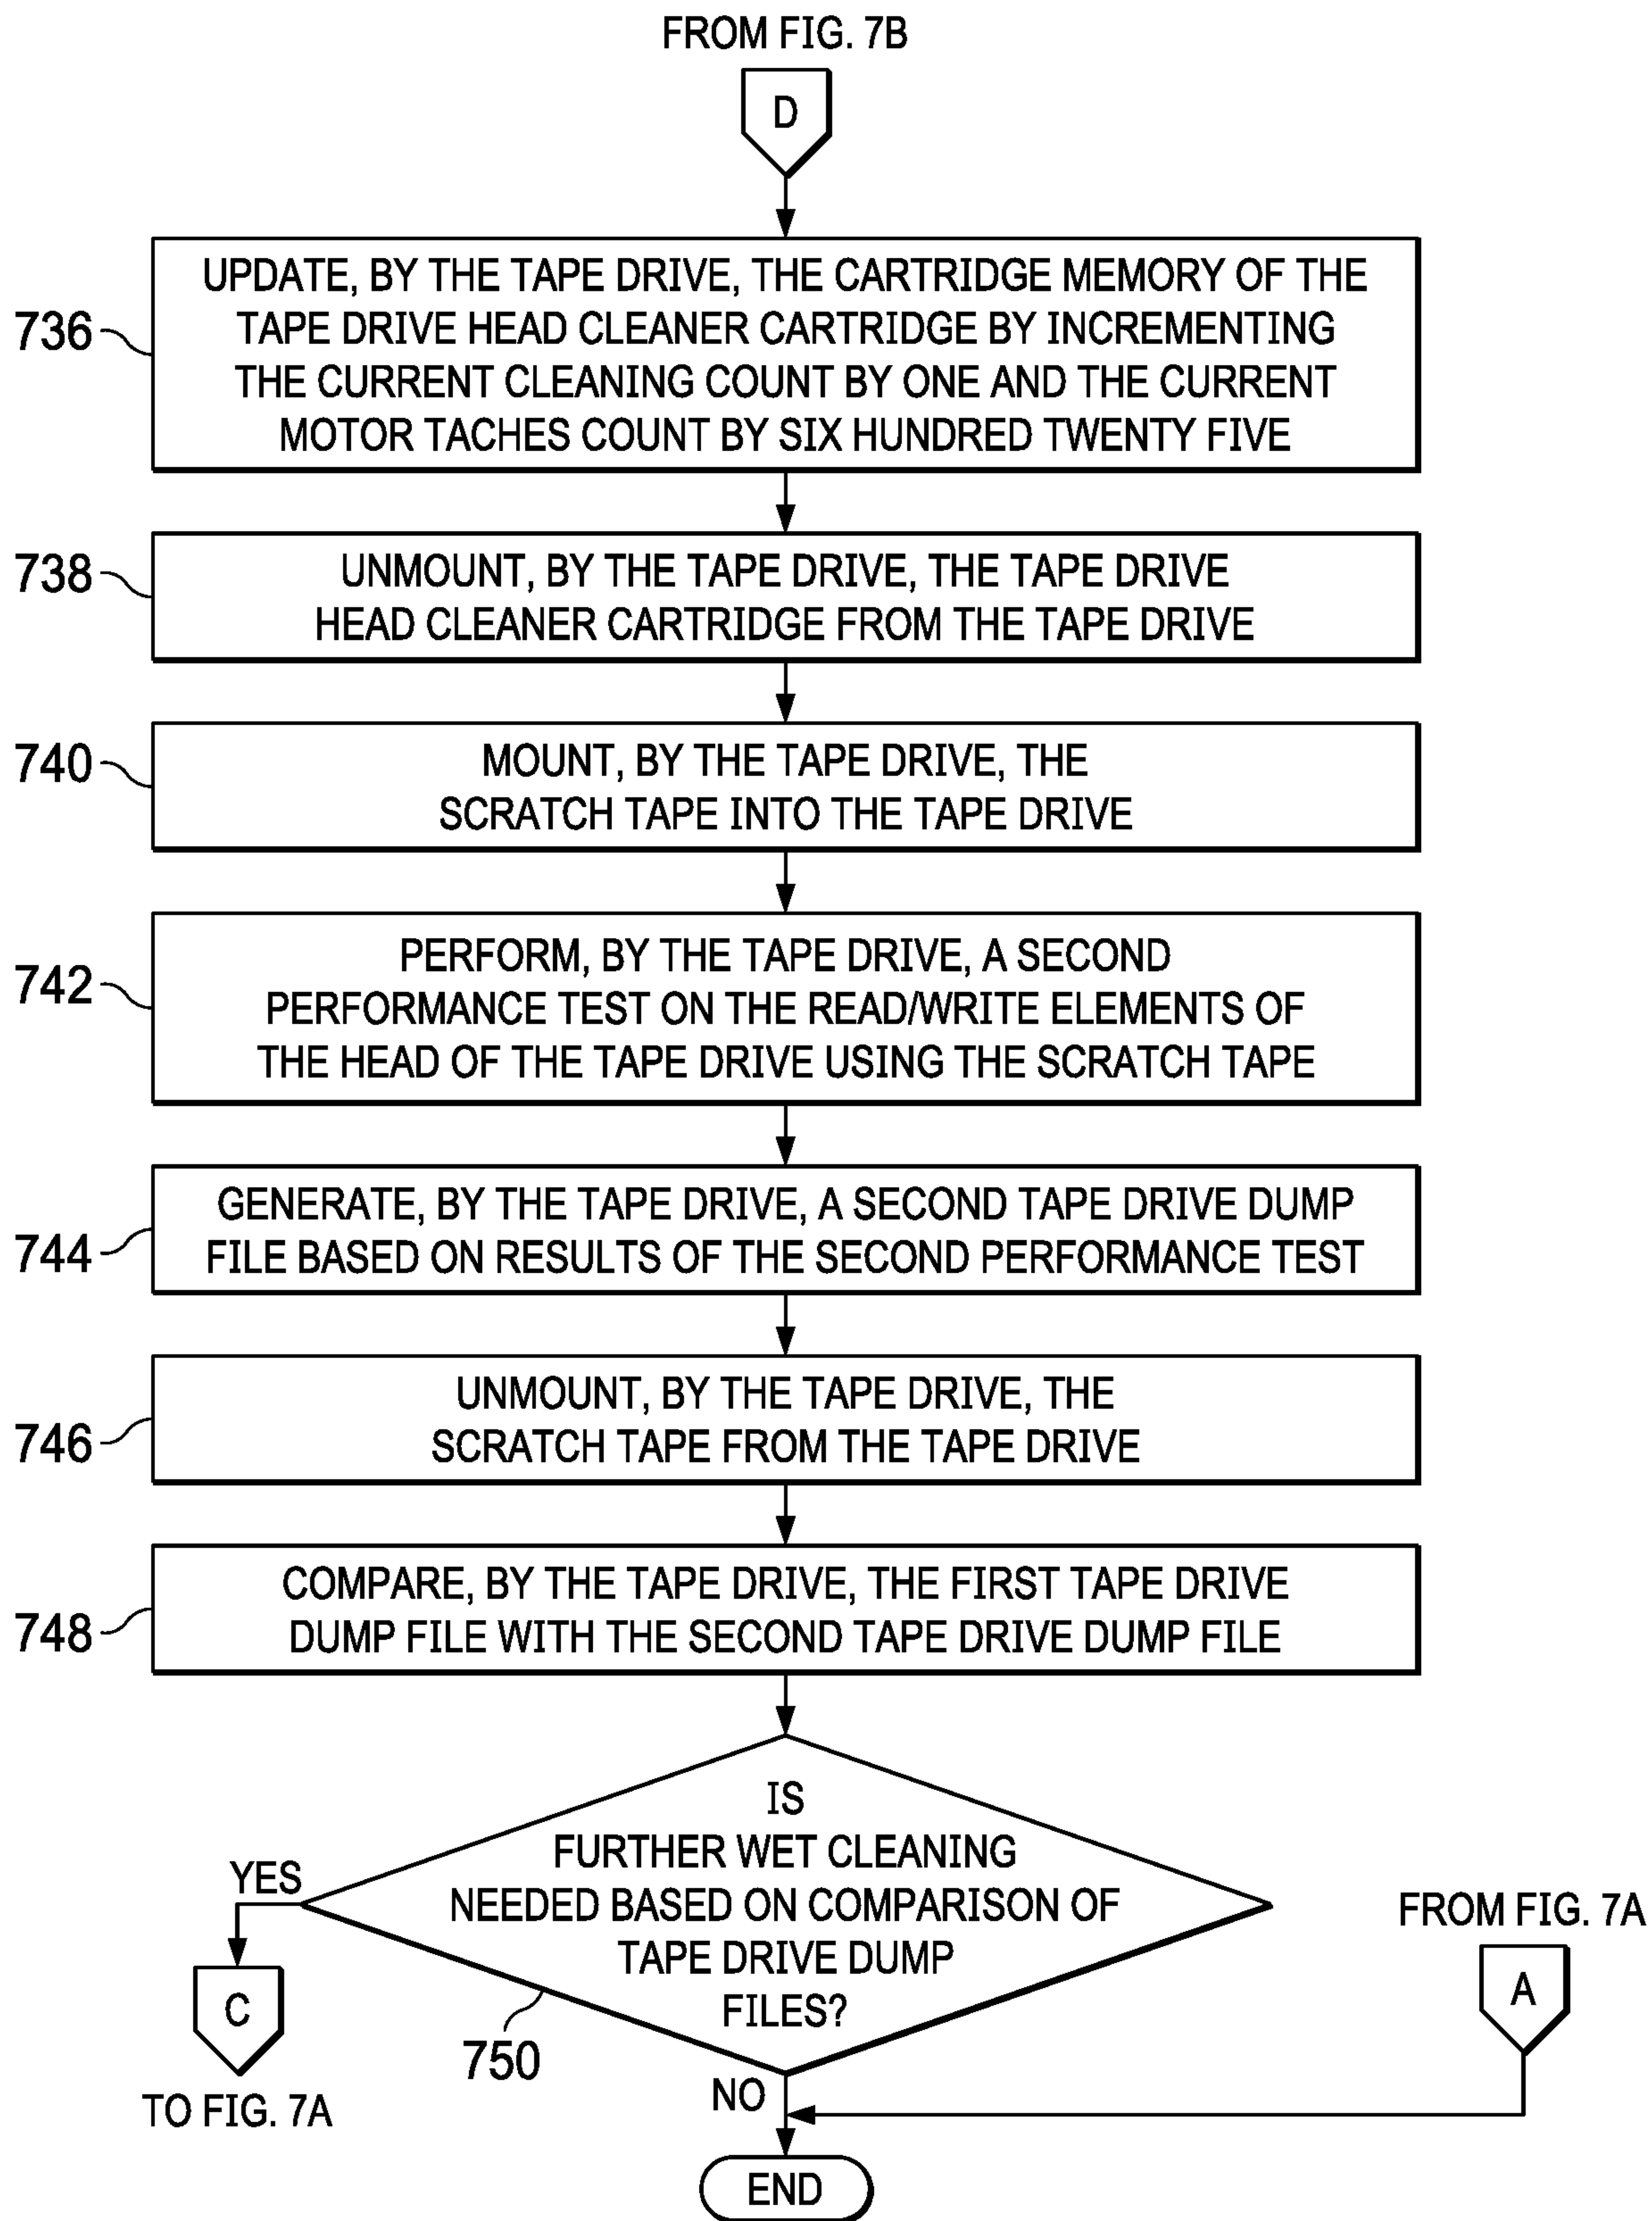 FROM FIG. 7B
D
736
UPDATE, BY THE TAPE DRIVE, THE CARTRIDGE MEMORY OF THE
TAPE DRIVE HEAD CLEANER CARTRIDGE BY INCREMENTING
THE CURRENT CLEANING COUNT BY ONE AND THE CURRENT
MOTOR TACHES COUNT BY SIX HUNDRED TWENTY FIVE
738
UNMOUNT, BY THE TAPE DRIVE, THE TAPE DRIVE
HEAD CLEANER CARTRIDGE FROM THE TAPE DRIVE
740
MOUNT, BY THE TAPE DRIVE, THE
SCRATCH TAPE INTO THE TAPE DRIVE
742
PERFORM, BY THE TAPE DRIVE, A SECOND
PERFORMANCE TEST ON THE READ/WRITE ELEMENTS OF
THE HEAD OF THE TAPE DRIVE USING THE SCRATCH TAPE
744
GENERATE, BY THE TAPE DRIVE, A SECOND TAPE DRIVE DUMP
FILE BASED ON RESULTS OF THE SECOND PERFORMANCE TEST
746
UNMOUNT, BY THE TAPE DRIVE, THE
SCRATCH TAPE FROM THE TAPE DRIVE
748
COMPARE, BY THE TAPE DRIVE, THE FIRST TAPE DRIVE
DUMP FILE WITH THE SECOND TAPE DRIVE DUMP FILE
IS
FURTHER WET CLEANING
NEEDED BASED ON COMPARISON OF
TAPE DRIVE DUMP
FILES?
750
YES
C
TO FIG. 7A
NO
FROM FIG. 7A
A
END